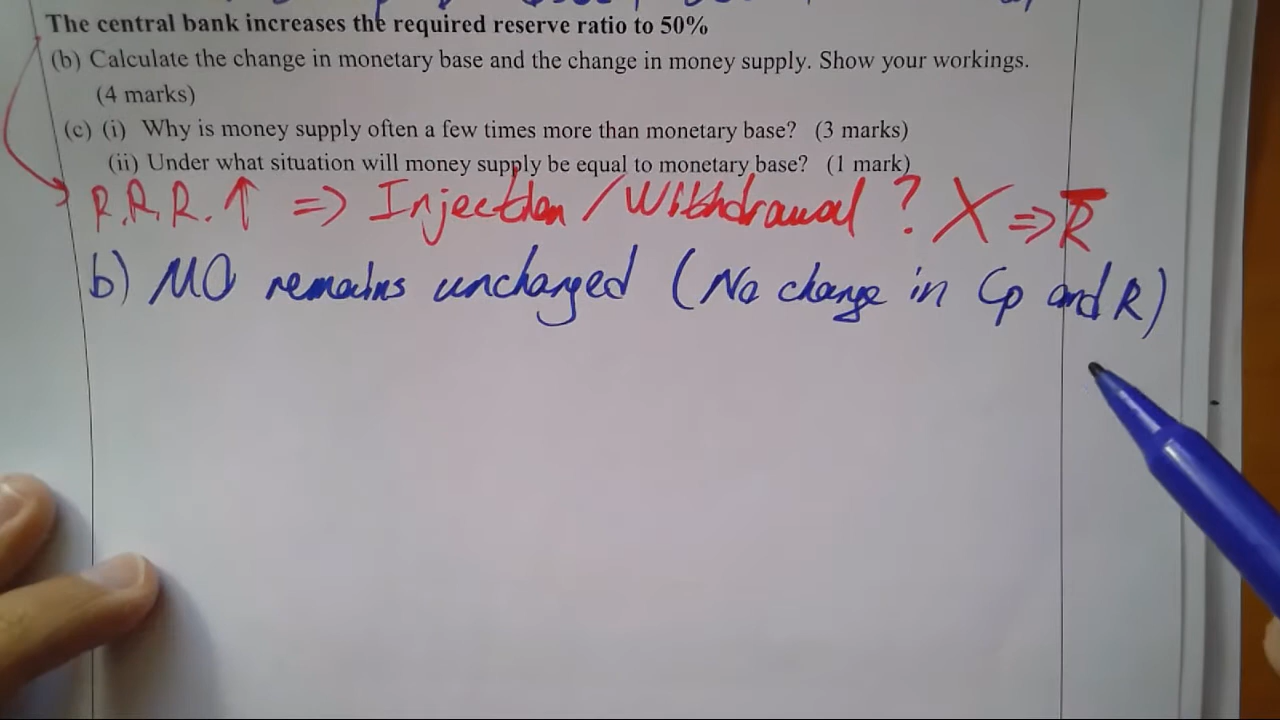 The central bank increases the required reserve ratio to 50%
(b) Calculate the change in monetary base and the change in money supply. Show your workings.
(4 marks)
(c) (i) Why is money supply often a few times more than monetary base? (3 marks)
(ii) Under what situation will money supply be equal to monetary base? (1 mark)
R.R.R. ↑ => Injection / Withdrawal ? X => R̅
b) MO remains unchanged (No change in Cp and R)